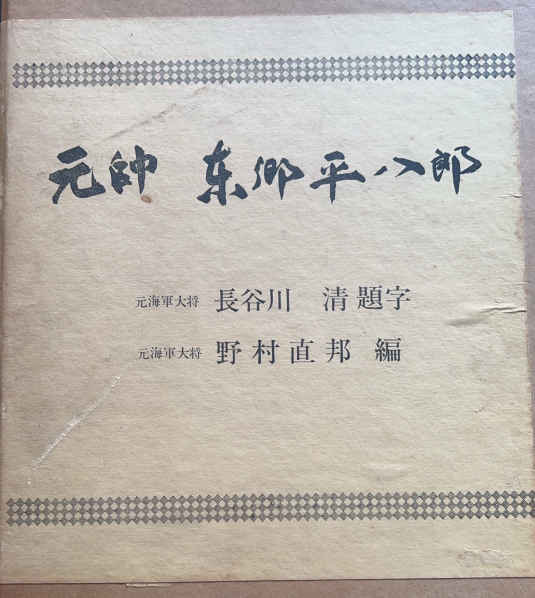 元帥 东郷平八郎
元海軍大将 長谷川 清 題字
元海軍大将 野村直邦 編